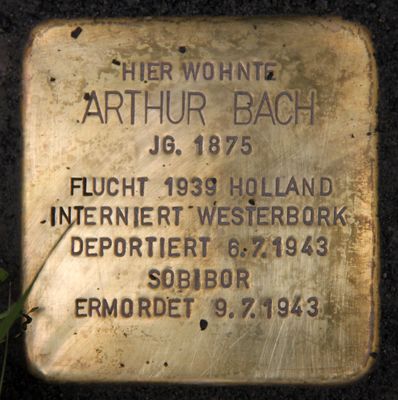 HIER WOHNTE
ARTHUR BACH
JG. 1875
FLUCHT 1939 HOLLAND
INTERNIERT WESTERBORK
DEPORTIERT 6.7.1943
SOBIBOR
ERMORDET 9.7.1943